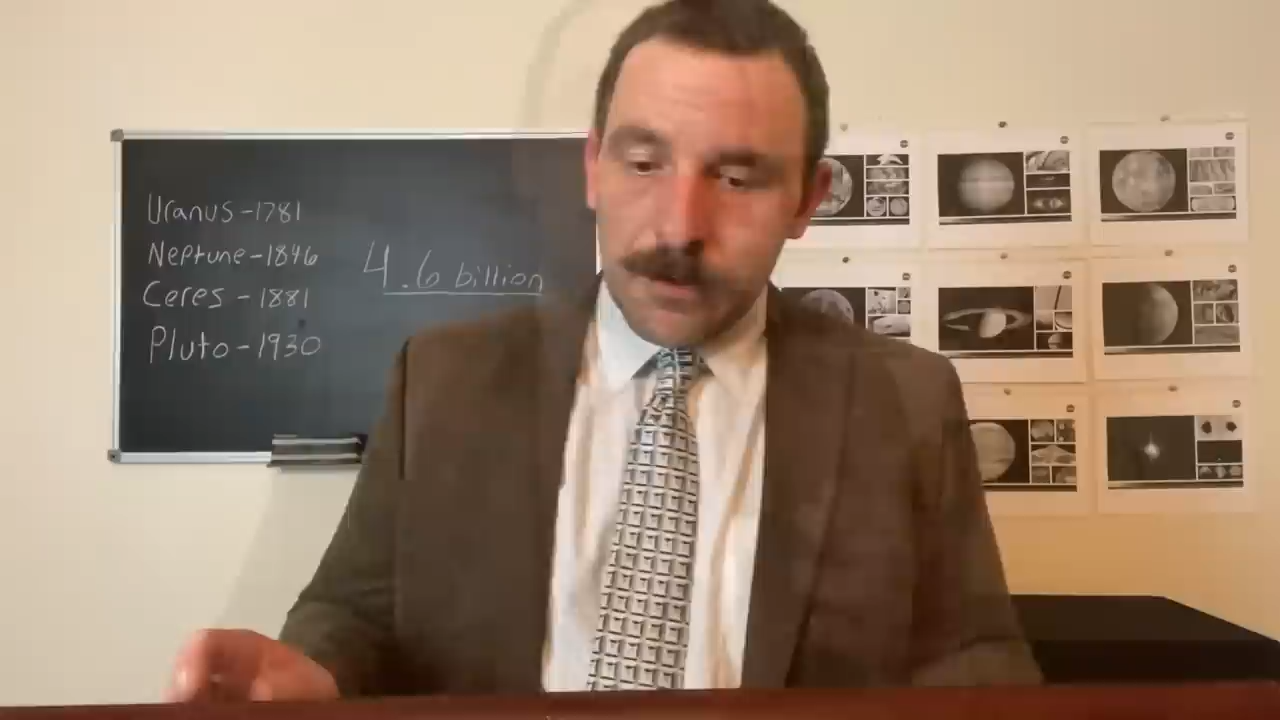 Uranus - 1781
Neptune - 1846
Ceres - 1881
Pluto - 1930
4.6 billion